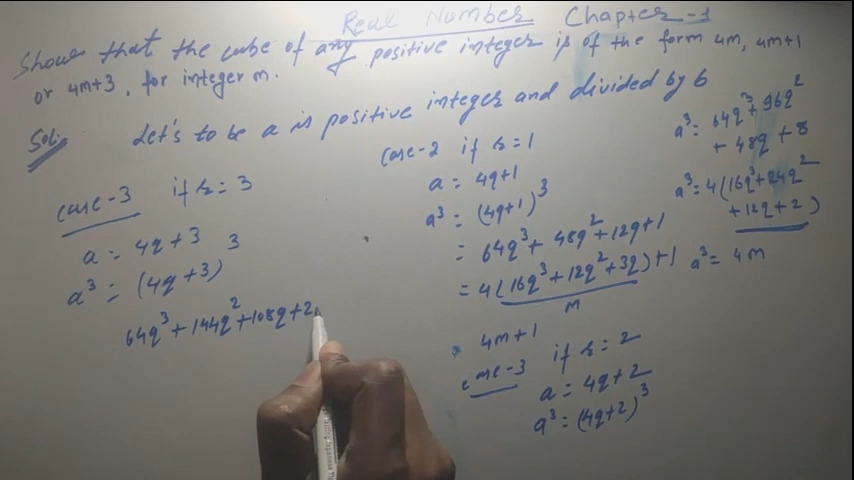 Real Number Chapter-1
Show that the cube of any positive integer is of the form 4m, 4m+1
or 4m+3, for integer m.
Sol. Let's to be a is positive integer and divided by b
case-2 if r=1
a = 4q+1
a³ = (4q+1)³
= 64q³ + 48q² + 12q + 1
= 4(16q³+12q²+3q)+1
m
4m+1
case-3 if r=2
a = 4q+2
a³ = (4q+2)³
a³ = 64q³ + 96q²
+ 48q + 8
a³ = 4(16q³+24q²
+12q+2)
a³ = 4m
case-3 if r=3
a = 4q+3
a³ = (4q+3)³
64q³ + 144q² + 108q + 2